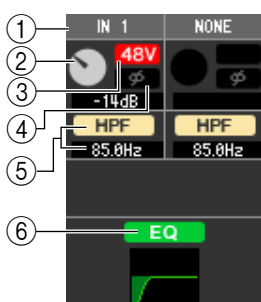 ① IN 1 NONE
②
③ 48V
④ ø ø
-14dB
HPF HPF
⑤ 85.0Hz 85.0Hz
⑥ EQ